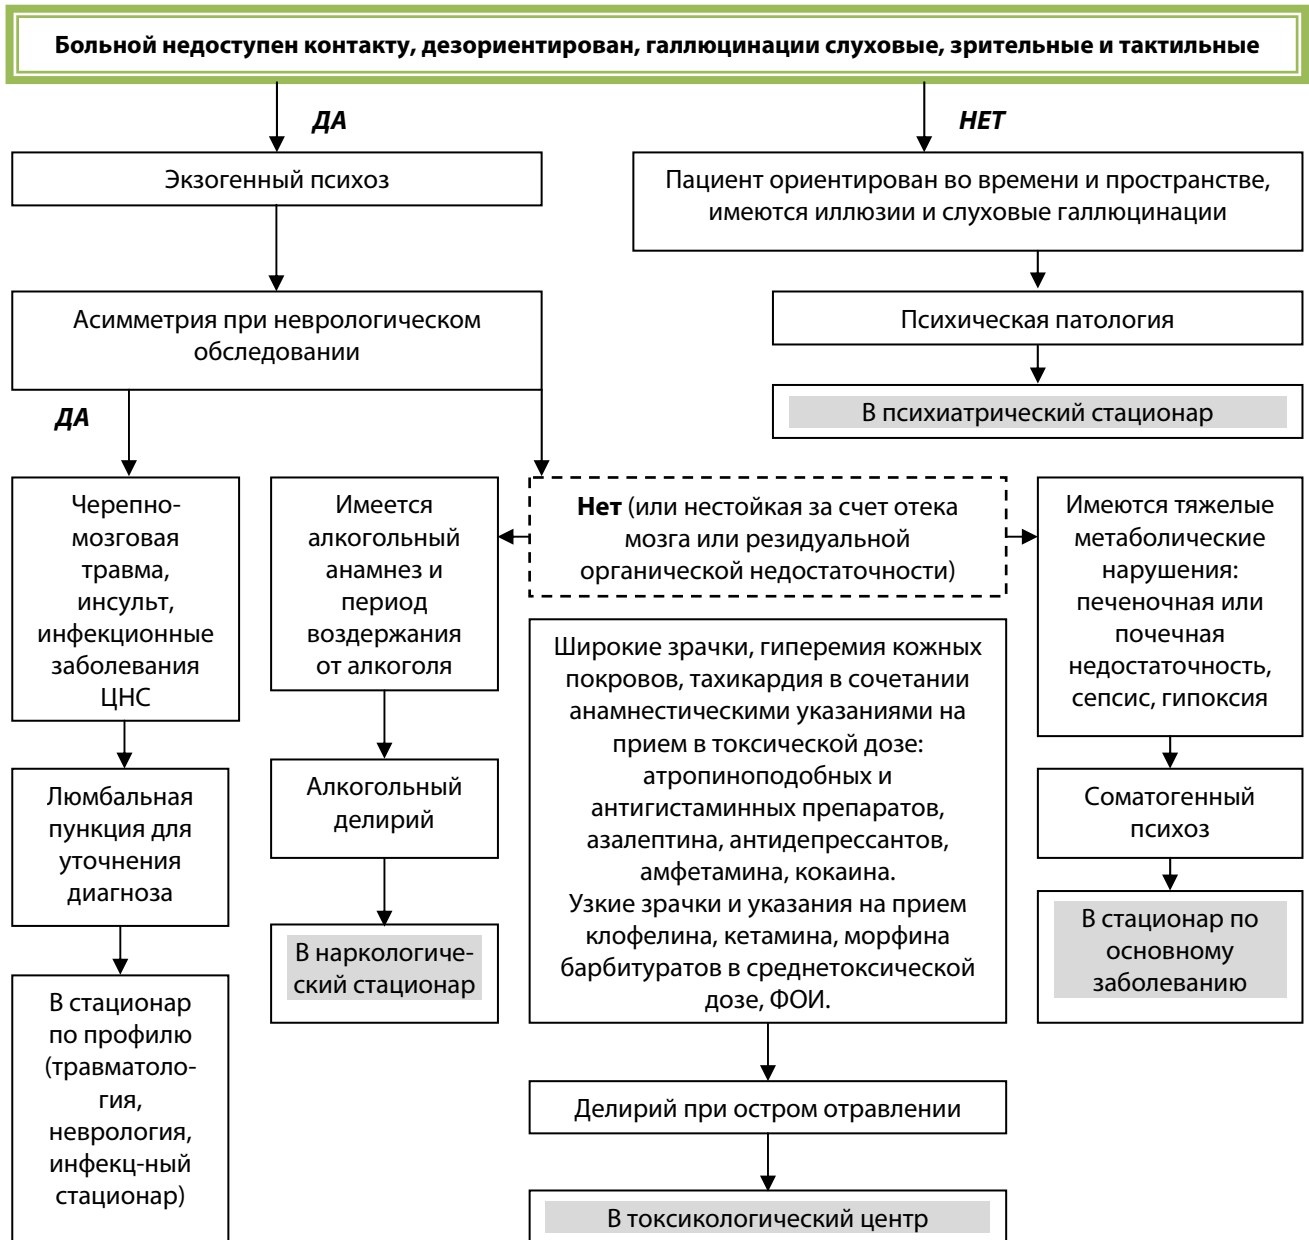 Больной недоступен контакту, дезориентирован, галлюцинации слуховые, зрительные и тактильные
ДА
НЕТ
Экзогенный психоз
Пациент ориентирован во времени и пространстве,
имеются иллюзии и слуховые галлюцинации
Асимметрия при неврологическом
обследовании
Психическая патология
В психиатрический стационар
ДА
Черепно-
мозговая
травма,
инсульт,
инфекционные
заболевания
ЦНС
Имеется
алкогольный
анамнез и
период
воздержания
от алкоголя
Нет (или нестойкая за счет отека
мозга или резидуальной
органической недостаточности)
Имеются тяжелые
метаболические
нарушения:
печеночная или
почечная
недостаточность,
сепсис, гипоксия
Широкие зрачки, гиперемия кожных
покровов, тахикардия в сочетании
анамнестическими указаниями на
прием в токсической дозе:
атропиноподобных и
антигистаминных препаратов,
азалептина, антидепрессантов,
амфетамина, кокаина.
Узкие зрачки и указания на прием
клофелина, кетамина, морфина
барбитуратов в среднетоксической
дозе, ФОИ.
Люмбальная
пункция для
уточнения
диагноза
Алкогольный
делирий
Соматогенный
психоз
В наркологиче-
ский стационар
В стационар по
основному
заболеванию
В стационар
по профилю
(травматоло-
гия,
неврология,
инфекц-ный
стационар)
Делирий при остром отравлении
В токсикологический центр